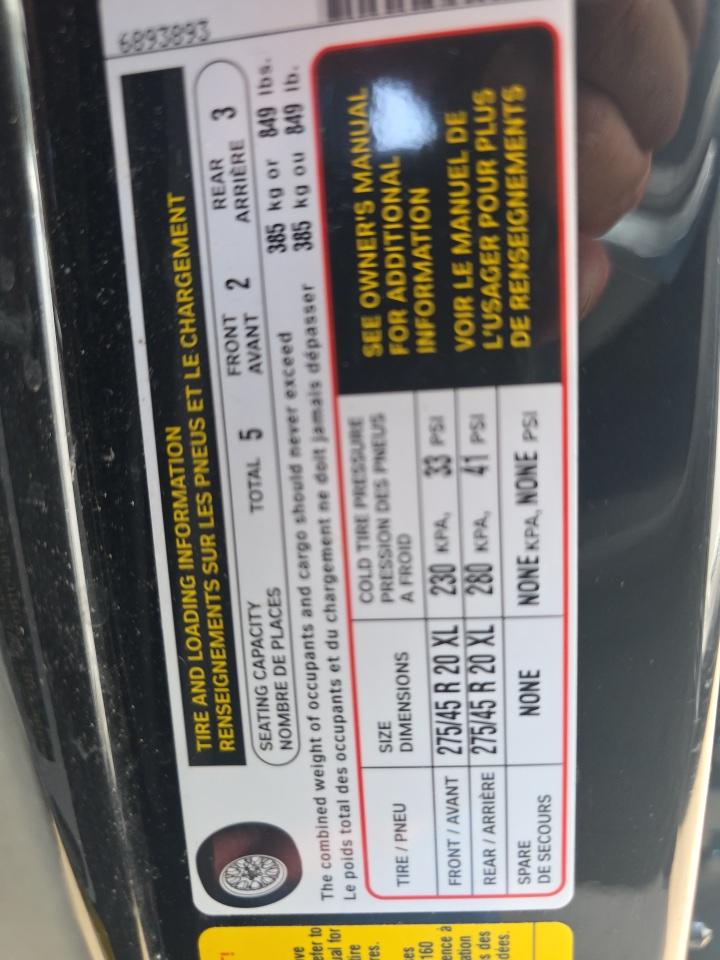 6893893
TIRE AND LOADING INFORMATION
RENSEIGNEMENTS SUR LES PNEUS ET LE CHARGEMENT
SEATING CAPACITY
NOMBRE DE PLACES
TOTAL 5
FRONT
AVANT 2
REAR
ARRIÈRE 3
The combined weight of occupants and cargo should never exceed 385 kg or 849 lbs.
Le poids total des occupants et du chargement ne doit jamais dépasser 385 kg ou 849 lb.
TIRE / PNEU
SIZE
DIMENSIONS
COLD TIRE PRESSURE
PRESSION DES PNEUS
A FROID
FRONT / AVANT 275/45 R 20 XL 230 KPA, 33 PSI
REAR / ARRIÈRE 275/45 R 20 XL 280 KPA, 41 PSI
SPARE
DE SECOURS
NONE NONE KPA, NONE PSI
SEE OWNER'S MANUAL
FOR ADDITIONAL
INFORMATION
VOIR LE MANUEL DE
L'USAGER POUR PLUS
DE RENSEIGNEMENTS
160